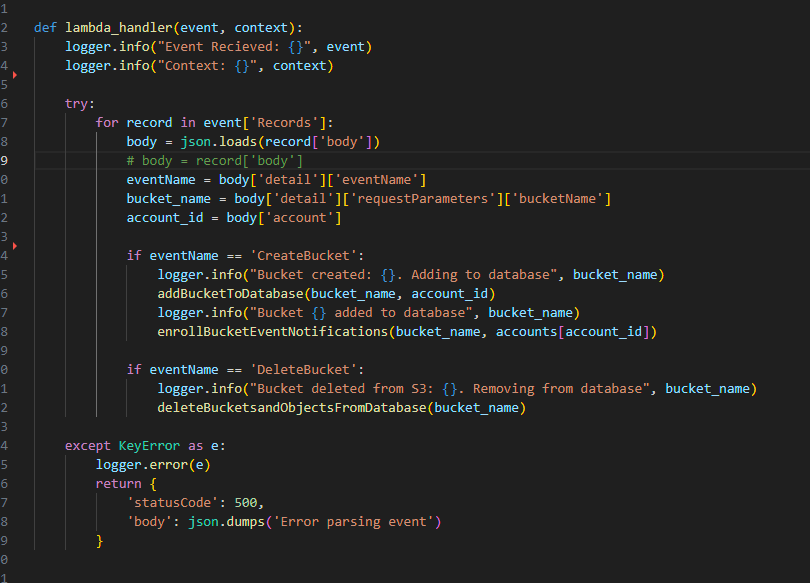 1
2 def lambda_handler(event, context):
3     logger.info("Event Recieved: {}", event)
4     logger.info("Context: {}", context)
5
6     try:
7         for record in event['Records']:
8             body = json.loads(record['body'])
9             # body = record['body']
0             eventName = body['detail']['eventName']
1             bucket_name = body['detail']['requestParameters']['bucketName']
2             account_id = body['account']
3
4             if eventName == 'CreateBucket':
5                 logger.info("Bucket created: {}. Adding to database", bucket_name)
6                 addBucketToDatabase(bucket_name, account_id)
7                 logger.info("Bucket {} added to database", bucket_name)
8                 enrollBucketEventNotifications(bucket_name, accounts[account_id])
9
0             if eventName == 'DeleteBucket':
1                 logger.info("Bucket deleted from S3: {}. Removing from database", bucket_name)
2                 deleteBucketsandObjectsFromDatabase(bucket_name)
3
4     except KeyError as e:
5         logger.error(e)
6         return {
7             'statusCode': 500,
8             'body': json.dumps('Error parsing event')
9         }
0
1